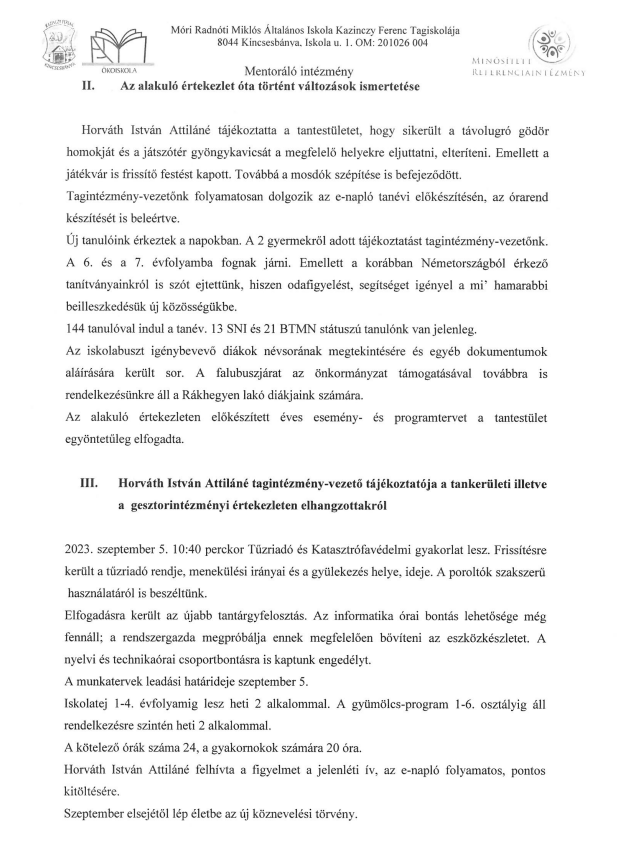 Móri Radnóti Miklós Általános Iskola Kazinczy Ferenc Tagiskolája
8044 Kincsesbánya, Iskola u. 1. OM: 201026 004
KINCSESBÁNYA
ÖKOISKOLA
Mentoráló intézmény
MINŐSÍTETT
REFERENCIAINTÉZMÉNY
II. Az alakuló értekezlet óta történt változások ismertetése
Horváth István Attiláné tájékoztatta a tantestületet, hogy sikerült a távolugró gödör
homokját és a játszótér gyöngykavicsát a megfelelő helyekre eljuttatni, elteríteni. Emellett a
játékvár is frissítő festést kapott. Továbbá a mosdók szépítése is befejeződött.
Tagintézmény-vezetőnk folyamatosan dolgozik az e-napló tanévi előkészítésén, az órarend
készítését is beleértve.
Új tanulóink érkeztek a napokban. A 2 gyermekről adott tájékoztatást tagintézmény-vezetőnk.
A 6. és a 7. évfolyamba fognak járni. Emellett a korábban Németországból érkező
tanítványainkról is szót ejtettünk, hiszen odafigyelést, segítséget igényel a mi’ hamarabbi
beilleszkedésük új közösségükbe.
144 tanulóval indul a tanév. 13 SNI és 21 BTMN státuszú tanulónk van jelenleg.
Az iskolabuszt igénybevevő diákok névsorának megtekintésére és egyéb dokumentumok
aláírására került sor. A falubuszjárat az önkormányzat támogatásával továbbra is
rendelkezésünkre áll a Rákhegyen lakó diákjaink számára.
Az alakuló értekezleten előkészített éves esemény- és programtervet a tantestület
egyöntetűleg elfogadta.
III. Horváth István Attiláné tagintézmény-vezető tájékoztatója a tankerületi illetve
a gesztorintézményi értekezleten elhangzottakról
2023. szeptember 5. 10:40 perckor Tűzriadó és Katasztrófavédelmi gyakorlat lesz. Frissítésre
került a tűzriadó rendje, menekülési irányai és a gyülekezés helye, ideje. A poroltók szakszerű
használatáról is beszéltünk.
Elfogadásra került az újabb tantárgyfelosztás. Az informatika órai bontás lehetősége még
fennáll; a rendszergazda megpróbálja ennek megfelelően bővíteni az eszközkészletet. A
nyelvi és technikaórai csoportbontásra is kaptunk engedélyt.
A munkatervek leadási határideje szeptember 5.
Iskolatej 1-4. évfolyamig lesz heti 2 alkalommal. A gyümölcs-program 1-6. osztályig áll
rendelkezésre szintén heti 2 alkalommal.
A kötelező órák száma 24, a gyakornokok számára 20 óra.
Horváth István Attiláné felhívta a figyelmet a jelenléti ív, az e-napló folyamatos, pontos
kitöltésére.
Szeptember elsejétől lép életbe az új köznevelési törvény.